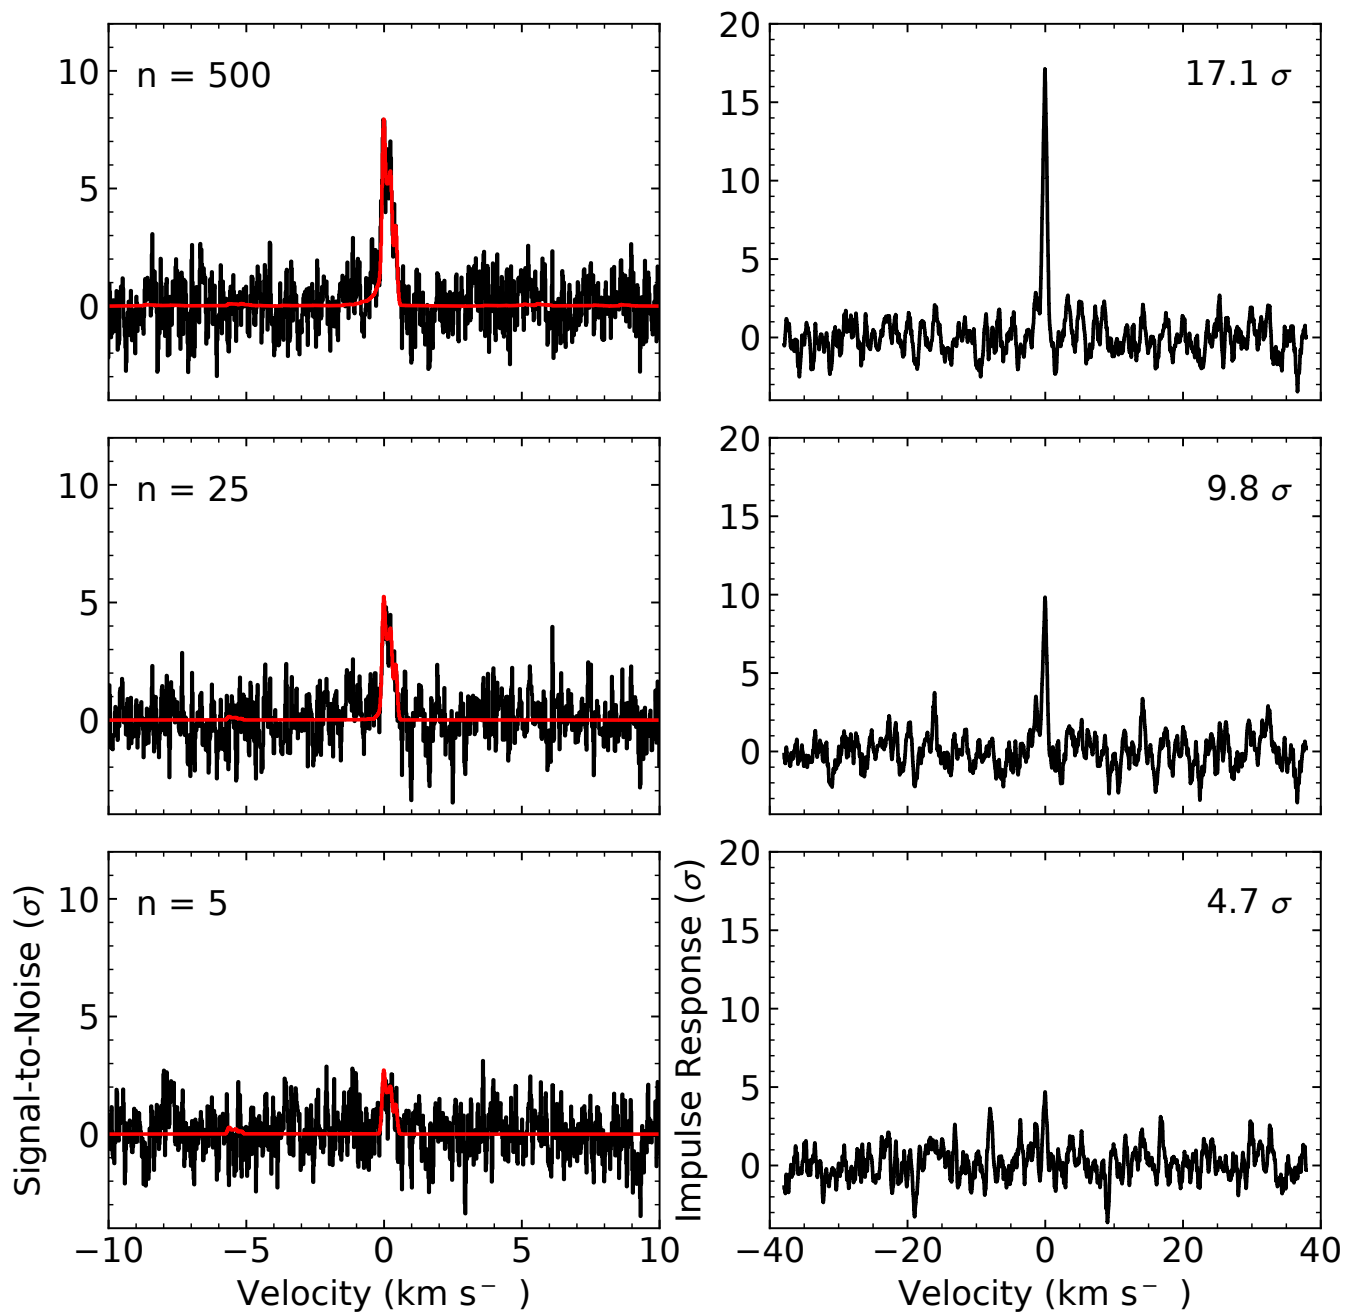 n = 500
10
5
0
17.1 σ
20
15
10
5
0
n = 25
10
5
0
9.8 σ
20
15
10
5
0
n = 5
10
5
0
Signal-to-Noise (σ)
−10 −5 0 5 10
Velocity (km s⁻ )
4.7 σ
20
15
10
5
0
Impulse Response (σ)
−40 −20 0 20 40
Velocity (km s⁻ )